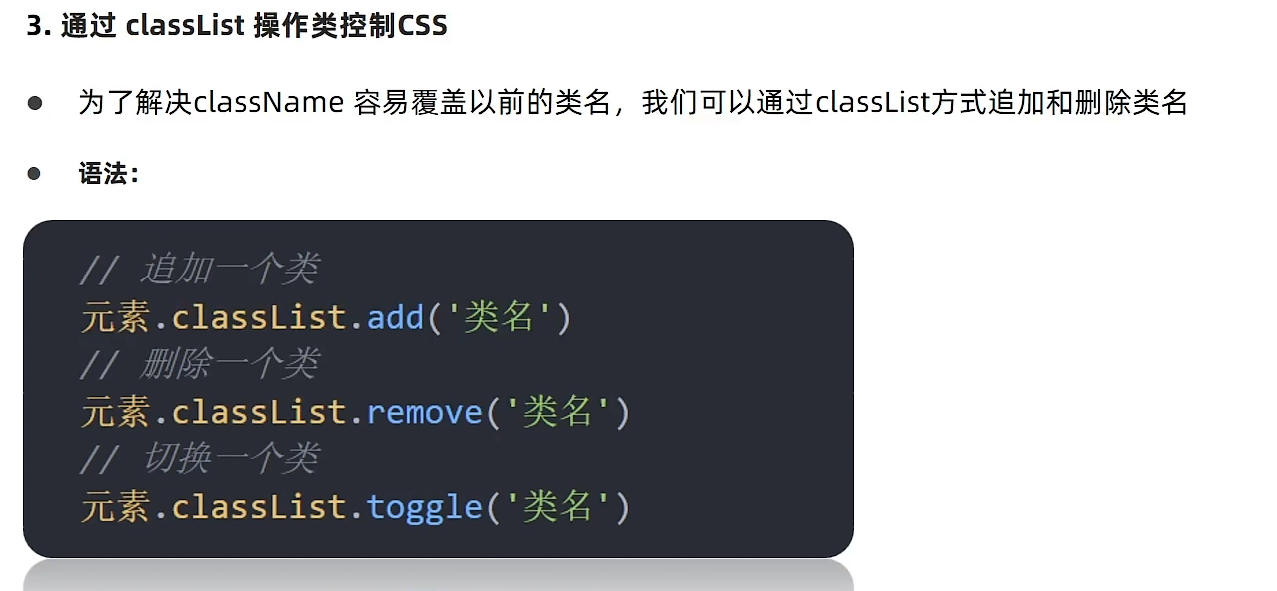 3. 通过 classList 操作类控制CSS
● 为了解决className 容易覆盖以前的类名，我们可以通过classList方式追加和删除类名
● 语法：
// 追加一个类
元素.classList.add('类名')
// 删除一个类
元素.classList.remove('类名')
// 切换一个类
元素.classList.toggle('类名')